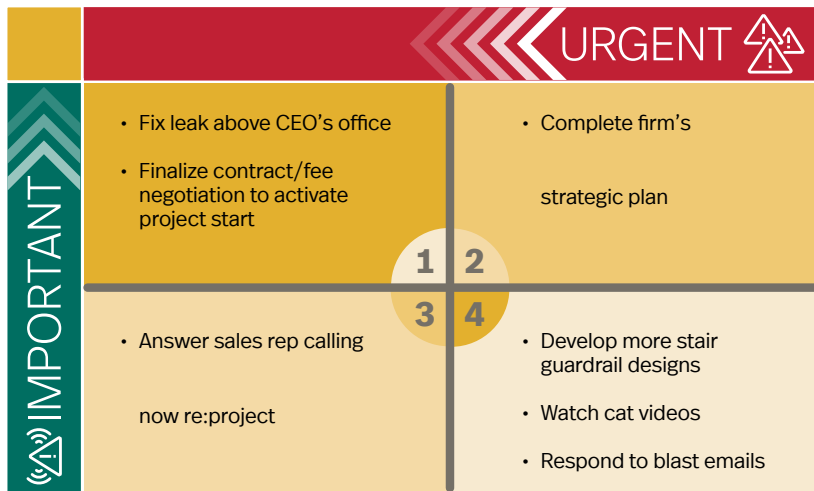 URGENT
IMPORTANT
• Fix leak above CEO's office
• Finalize contract/fee
negotiation to activate
project start
• Complete firm's
strategic plan
1
2
3
4
• Answer sales rep calling
now re:project
• Develop more stair
guardrail designs
• Watch cat videos
• Respond to blast emails